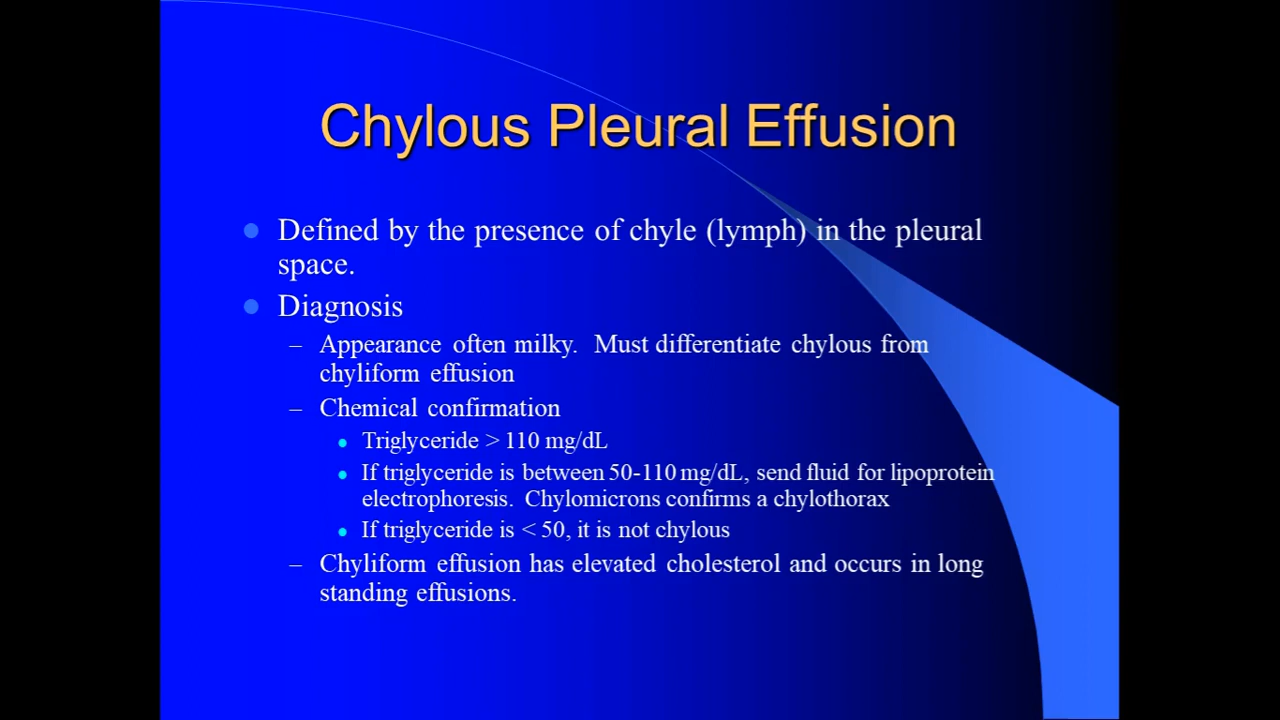 Chylous Pleural Effusion
Defined by the presence of chyle (lymph) in the pleural
space.
Diagnosis
– Appearance often milky.  Must differentiate chylous from
chyliform effusion
– Chemical confirmation
Triglyceride > 110 mg/dL
If triglyceride is between 50-110 mg/dL, send fluid for lipoprotein
electrophoresis.  Chylomicrons confirms a chylothorax
If triglyceride is < 50, it is not chylous
– Chyliform effusion has elevated cholesterol and occurs in long
standing effusions.